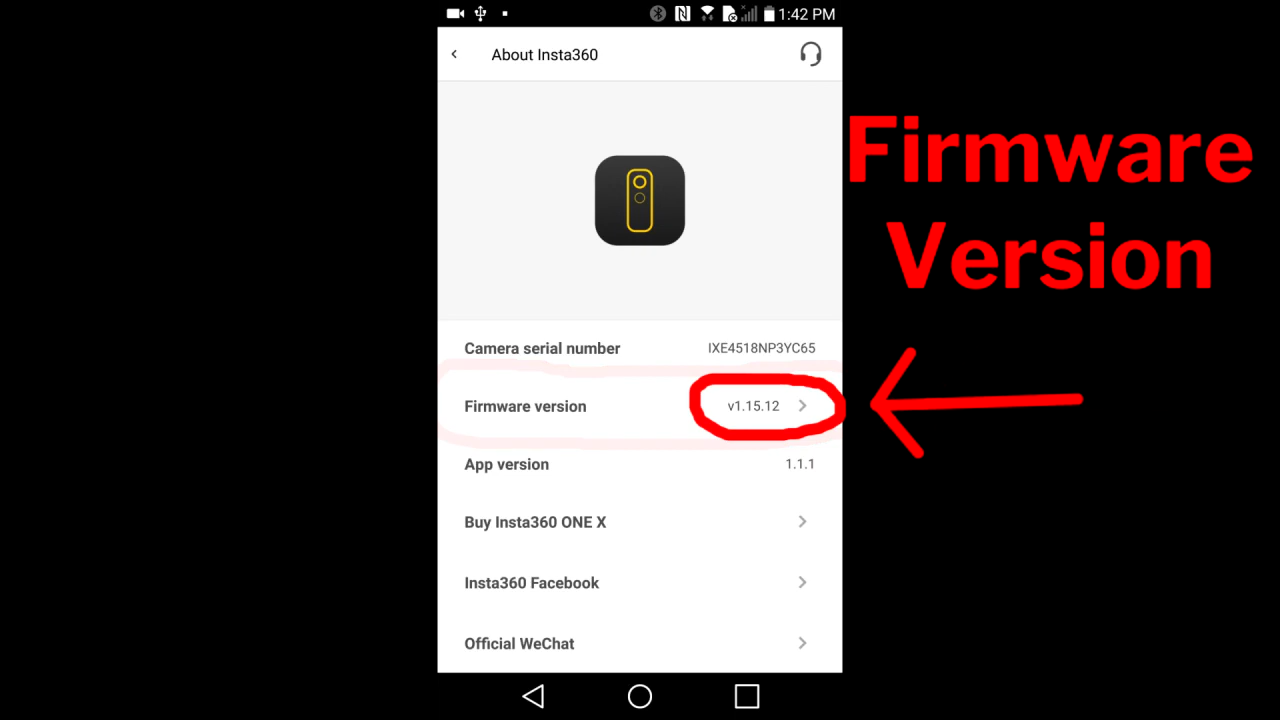 1:42 PM
About Insta360
Firmware
Version
Camera serial number IXE4518NP3YC65
Firmware version v1.15.12
App version 1.1.1
Buy Insta360 ONE X
Insta360 Facebook
Official WeChat